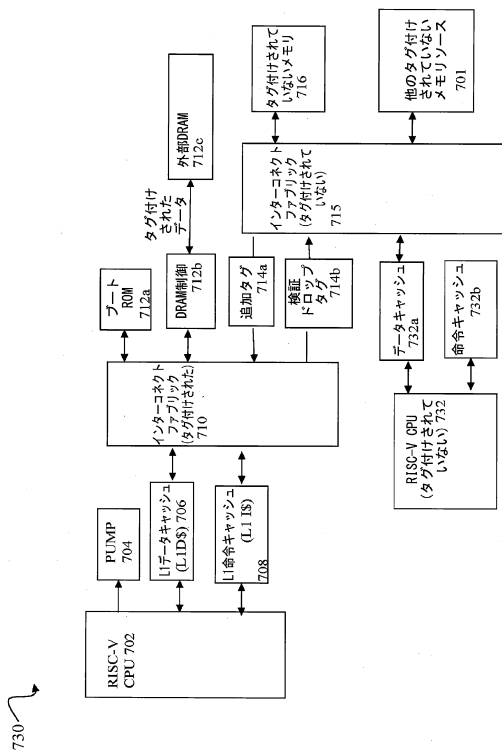 730
RISC-V
CPU 702
PUMP
704
L1データキャッシュ
(L1D$) 706
L1命令キャッシュ
(L1 I$)
708
インターコネクト
ファブリック
(タグ付けされた)
710
ブート
ROM
712a
DRAM制御
712b
タグ付け
された
データ
外部DRAM
712c
追加タグ
714a
検証
ドロップ
タグ
714b
インターコネクト
ファブリック
(タグ付けされて
いない)
715
タグ付けされて
いないメモリ
716
他のタグ付け
されていない
メモリソース
701
データキャッシュ
732a
命令キャッシュ
732b
RISC-V CPU
(タグ付けされて
いない) 732